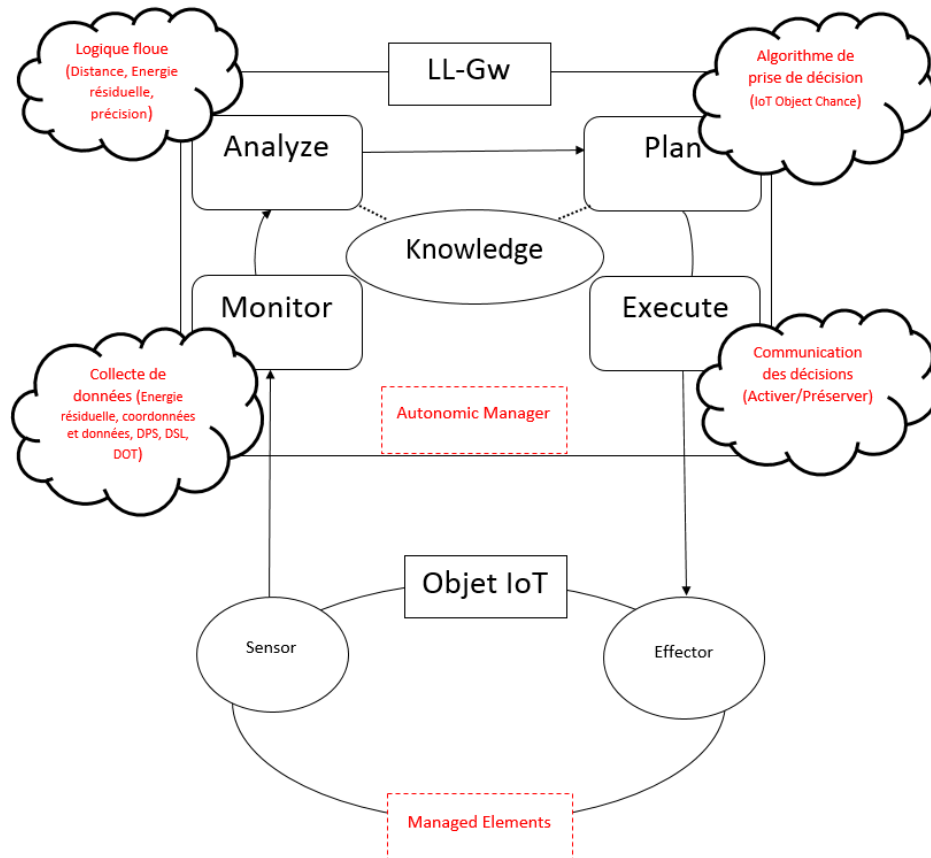 Logique floue
(Distance, Energie
résiduelle,
précision)
LL-Gw
Algorithme de
prise de décision
(IoT Object Chance)
Analyze
Plan
Knowledge
Monitor
Execute
Collecte de
données (Energie
résiduelle, coordonnées
et données, DPS, DSL,
DOT)
Autonomic Manager
Communication
des décisions
(Activer/Préserver)
Objet IoT
Sensor
Effector
Managed Elements